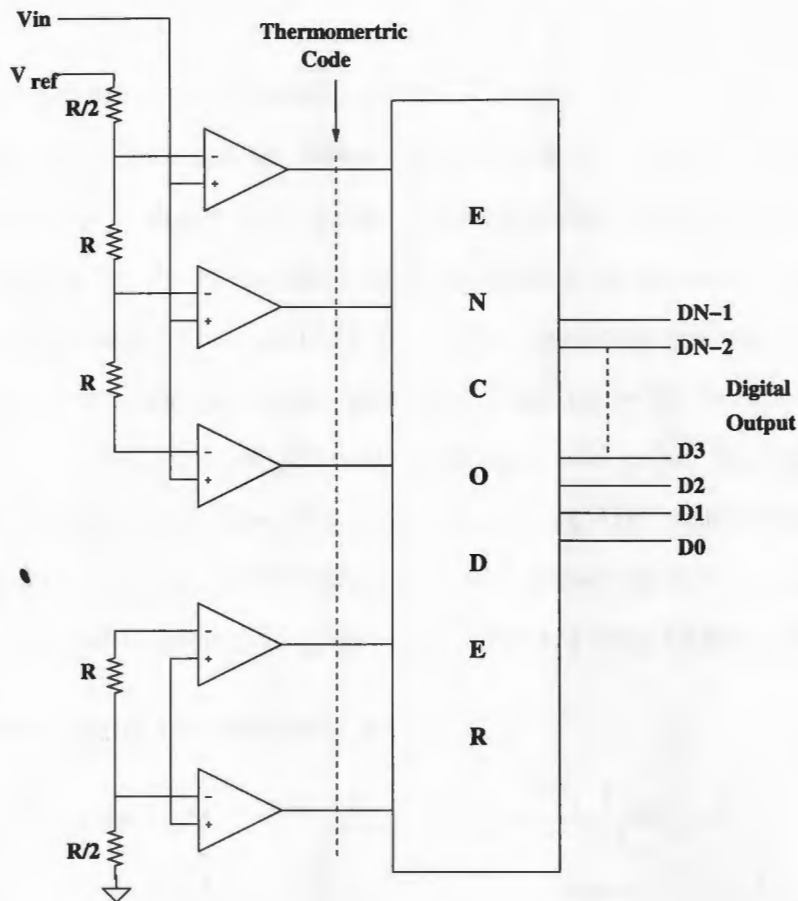 Vin
Thermomertric
Code
V ref
R/2
+
R
-
+
R
-
+
-
+
R
-
+
R/2
E
N
C
O
D
E
R
DN-1
DN-2
Digital
Output
D3
D2
D1
D0